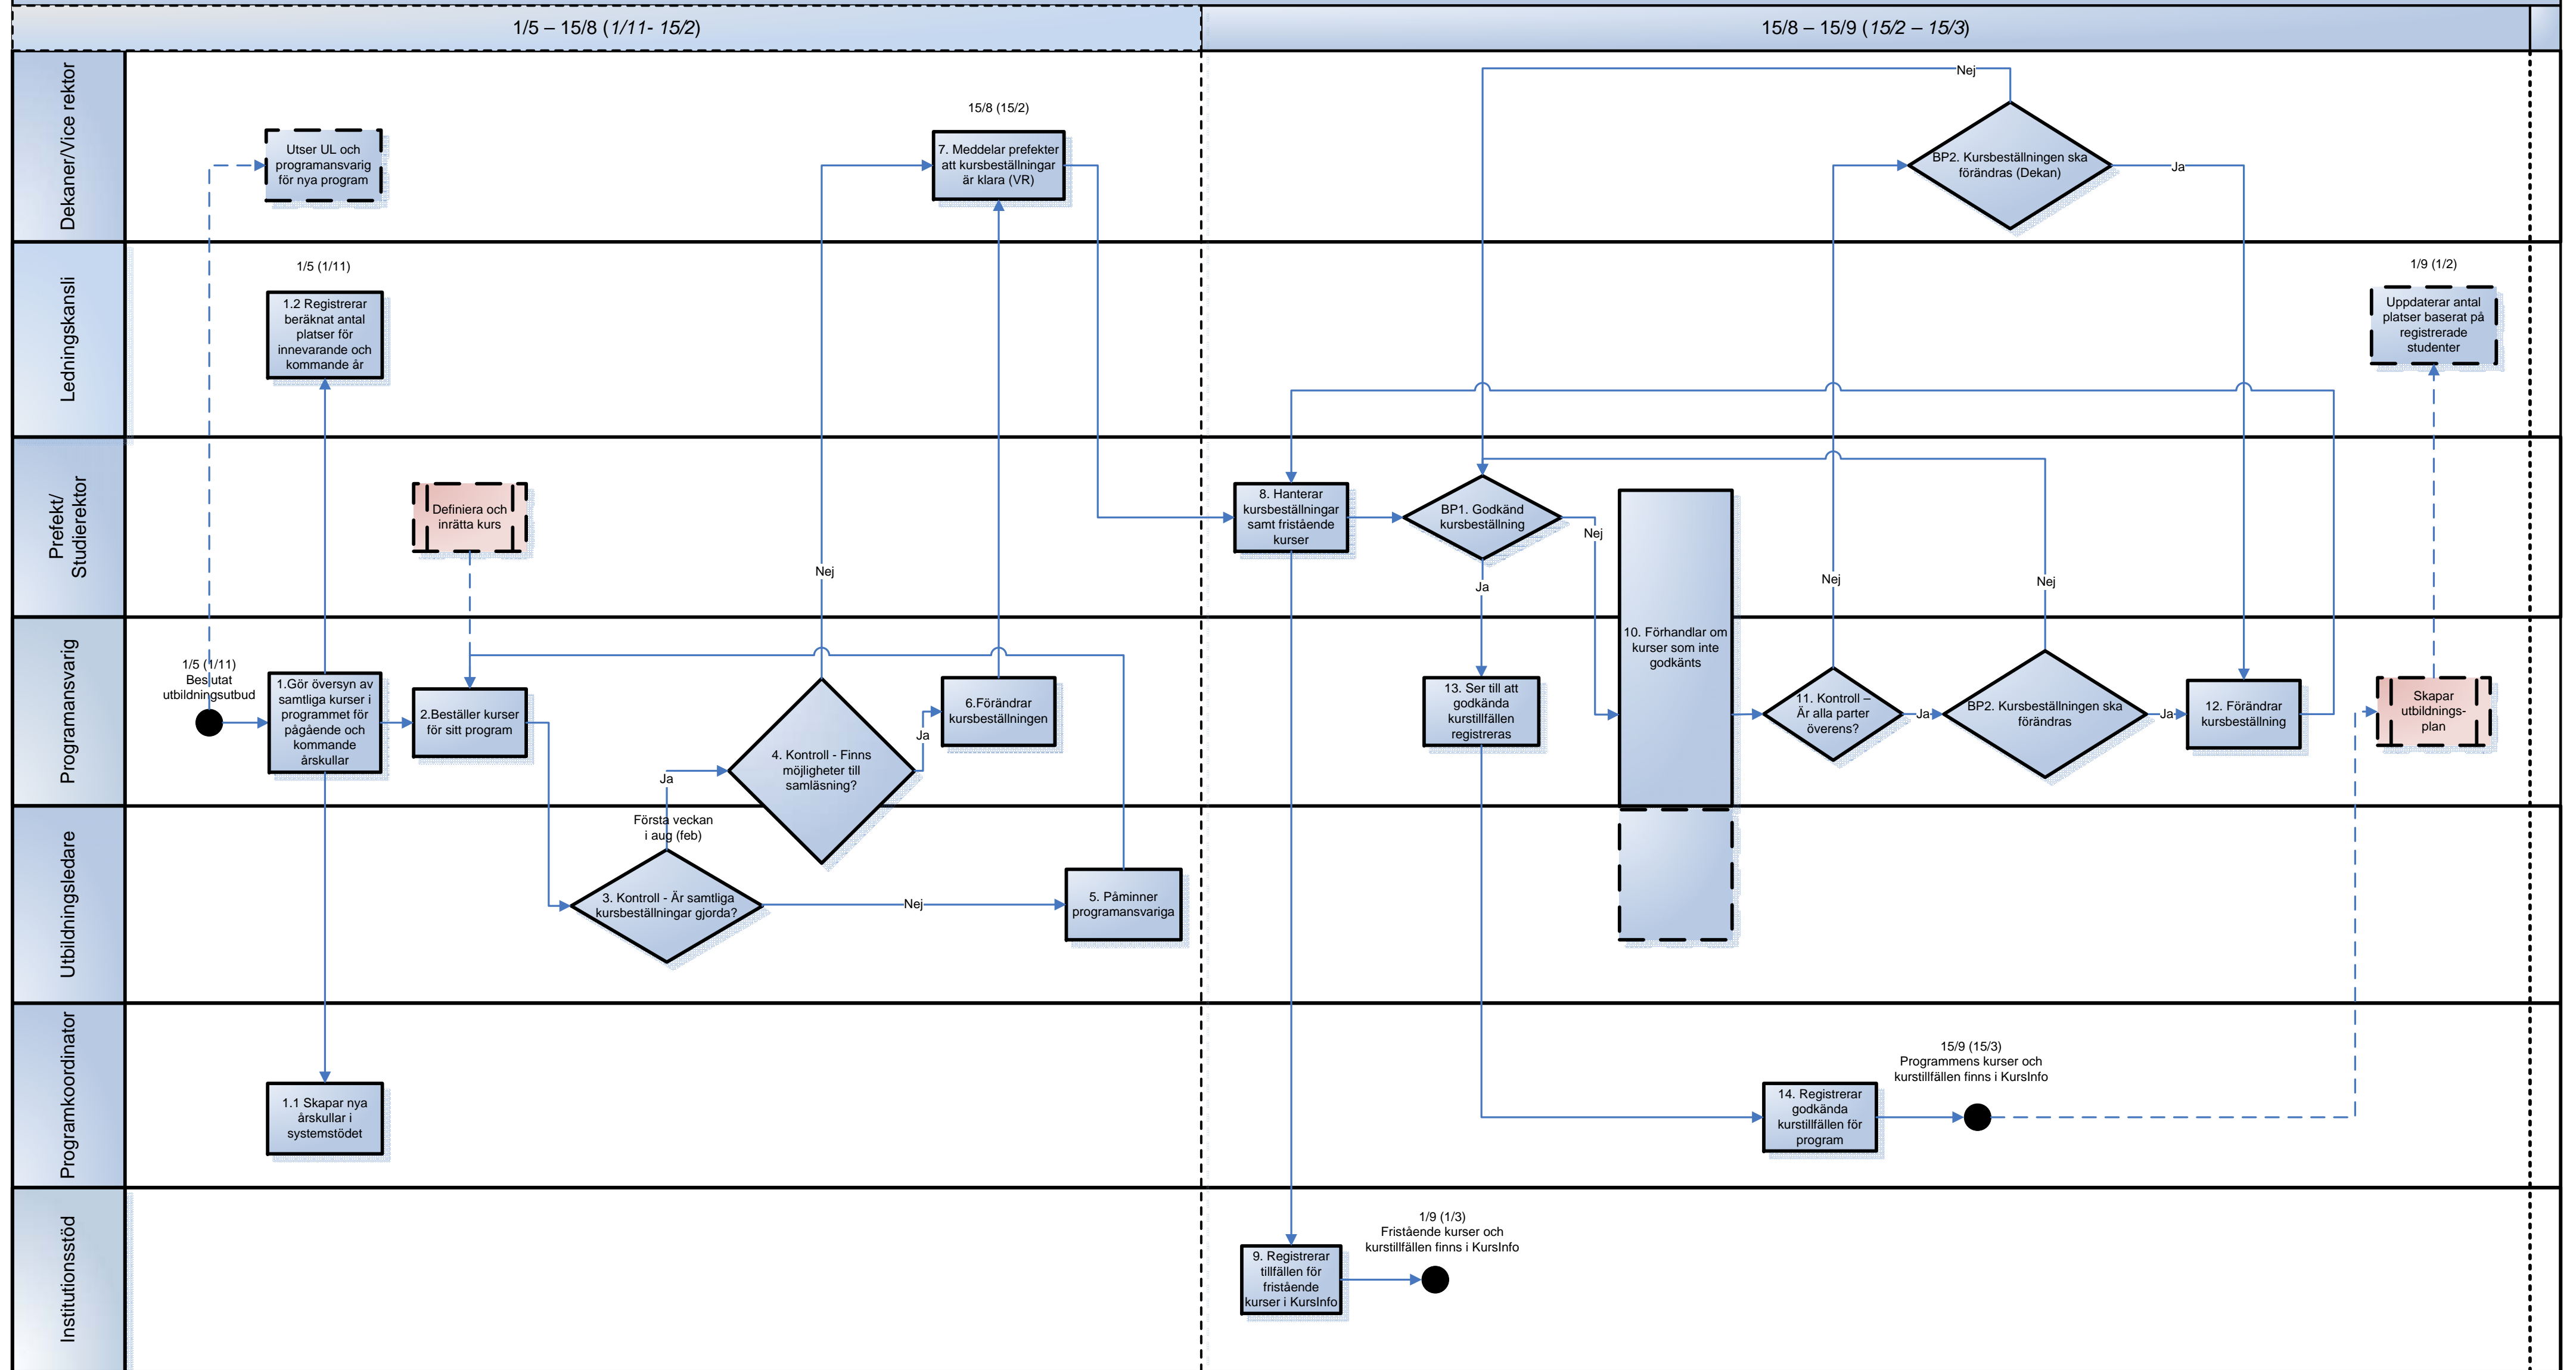 1/5 – 15/8 (1/11- 15/2)
15/8 – 15/9 (15/2 – 15/3)
Dekaner/Vice rektor
Utser UL och
programansvarig
för nya program
15/8 (15/2)
7. Meddelar prefekter
att kursbeställningar
är klara (VR)
Nej
BP2. Kursbeställningen ska
förändras (Dekan)
Ja
Ledningskansli
1/5 (1/11)
1.2 Registrerar
beräknat antal
platser för
innevarande och
kommande år
1/9 (1/2)
Uppdaterar antal
platser baserat på
registrerade
studenter
Prefekt/
Studierektor
Definiera och
inrätta kurs
Nej
8. Hanterar
kursbeställningar
samt fristående
kurser
BP1. Godkänd
kursbeställning
Nej
Ja
Nej
Nej
Programansvarig
1/5 (1/11)
Beslutat
utbildningsutbud
1.Gör översyn av
samtliga kurser i
programmet för
pågående och
kommande
årskullar
2.Beställer kurser
för sitt program
Ja
4. Kontroll - Finns
möjligheter till
samläsning?
Ja
6.Förändrar
kursbeställningen
13. Ser till att
godkända
kurstillfällen
registreras
10. Förhandlar om
kurser som inte
godkänts
11. Kontroll –
Är alla parter
överens?
Ja
BP2. Kursbeställningen ska
förändras
Ja
12. Förändrar
kursbeställning
Skapar
utbildnings-
plan
Utbildningsledare
Första veckan
i aug (feb)
3. Kontroll - Är samtliga
kursbeställningar gjorda?
Nej
5. Påminner
programansvariga
Programkoordinator
1.1 Skapar nya
årskullar i
systemstödet
14. Registrerar
godkända
kurstillfällen för
program
15/9 (15/3)
Programmens kurser och
kurstillfällen finns i KursInfo
Institutionsstöd
9. Registrerar
tillfällen för
fristående
kurser i KursInfo
1/9 (1/3)
Fristående kurser och
kurstillfällen finns i KursInfo